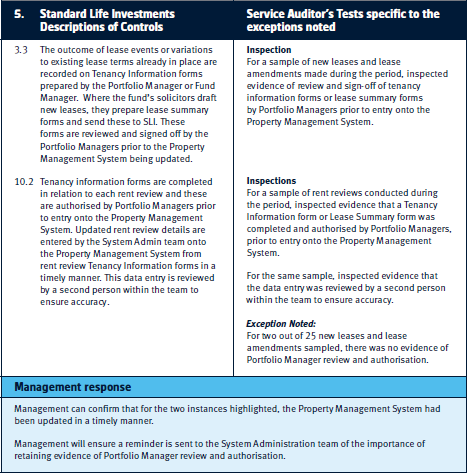 5. Standard Life Investments
Descriptions of Controls
Service Auditor's Tests specific to the
exceptions noted
3.3 The outcome of lease events or variations
to existing lease terms already in place are
recorded on Tenancy Information forms
prepared by the Portfolio Manager or Fund
Manager. Where the fund's solicitors draft
new leases, they prepare lease summary
forms and send these to SLI. These
forms are reviewed and signed off by the
Portfolio Managers prior to the Property
Management System being updated.
Inspection
For a sample of new leases and lease
amendments made during the period, inspected
evidence of review and sign-off of tenancy
information forms or lease summary forms
by Portfolio Managers prior to entry onto the
Property Management System.
10.2 Tenancy information forms are completed
in relation to each rent review and these
are authorised by Portfolio Managers prior
to entry onto the Property Management
System. Updated rent review details are
entered by the System Admin team onto
the Property Management System from
rent review Tenancy Information forms in a
timely manner. This data entry is reviewed
by a second person within the team to
ensure accuracy.
Inspections
For a sample of rent reviews conducted during
the period, inspected evidence that a Tenancy
Information form or Lease Summary form was
completed and authorised by Portfolio Managers,
prior to entry onto the Property Management
System.
For the same sample, inspected evidence that
the data entry was reviewed by a second person
within the team to ensure accuracy.
Exception Noted:
For two out of 25 new leases and lease
amendments sampled, there was no evidence of
Portfolio Manager review and authorisation.
Management response
Management can confirm that for the two instances highlighted, the Property Management System had
been updated in a timely manner.
Management will ensure a reminder is sent to the System Administration team of the importance of
retaining evidence of Portfolio Manager review and authorisation.